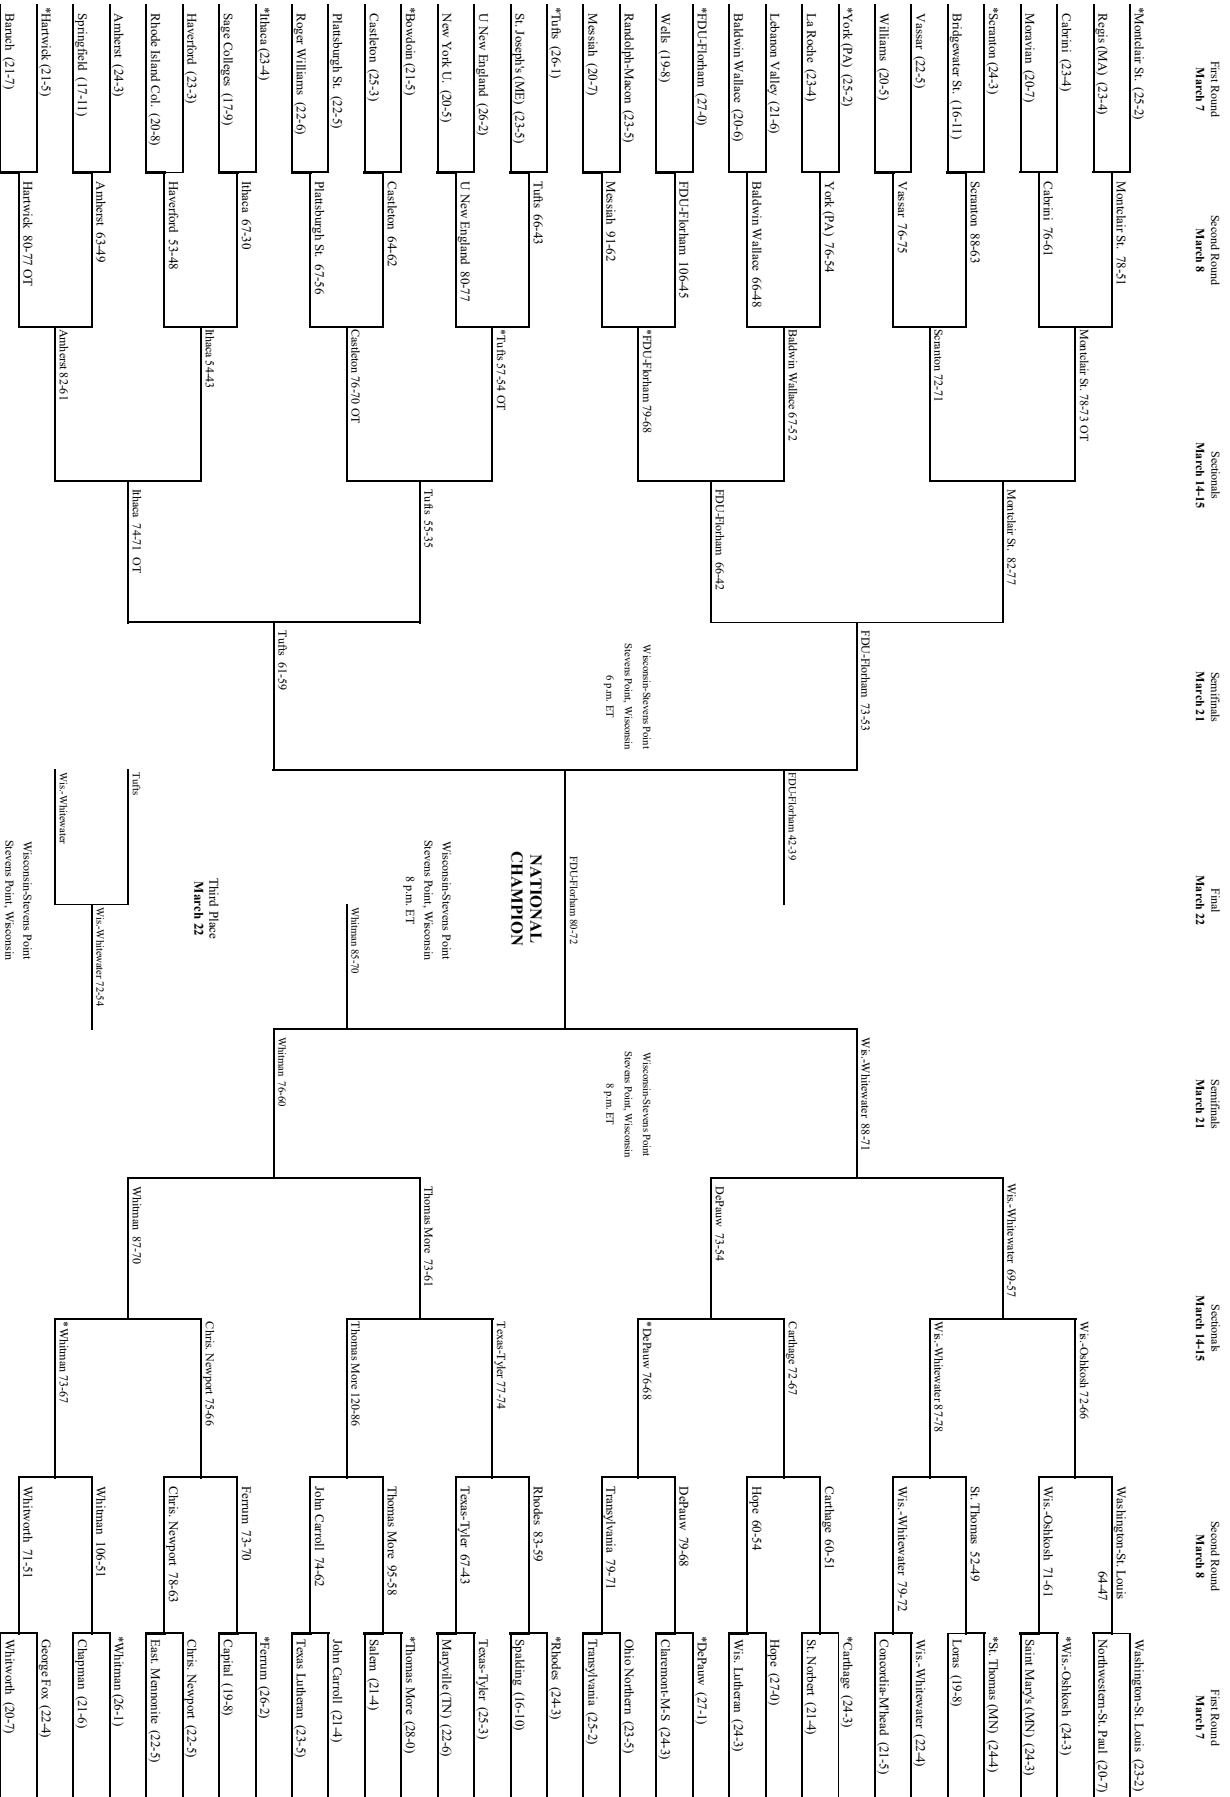 First Round
March 7
Second Round
March 8
Sectionals
March 14-15
Semifinals
March 21
Final
March 22
Semifinals
March 21
Sectionals
March 14-15
Second Round
March 8
First Round
March 7
*Montclair St. (25-2)
Regis (MA) (23-4)
Cabrini (23-4)
Moravian (20-7)
*Scranton (24-3)
Bridgewater St. (16-11)
Vassar (22-5)
Williams (20-5)
*York (PA) (25-2)
La Roche (23-4)
Lebanon Valley (21-6)
Baldwin Wallace (20-6)
*FDU-Florham (27-0)
Wells (19-8)
Randolph-Macon (23-5)
Messiah (20-7)
*Tufts (26-1)
St. Joseph's (ME) (23-5)
U New England (26-2)
New York U. (20-5)
*Bowdoin (21-5)
Castleton (25-3)
Plattsburgh St. (22-5)
Roger Williams (22-6)
*Ithaca (23-4)
Sage Colleges (17-9)
Haverford (23-3)
Rhode Island Col. (20-8)
Amherst (24-3)
Springfield (17-11)
*Hartwick (21-5)
Baruch (21-7)
Montclair St. 78-51
Cabrini 76-61
Scranton 88-63
Vassar 76-75
York (PA) 76-54
Baldwin Wallace 66-48
FDU-Florham 106-45
Messiah 91-62
Tufts 66-43
U New England 80-77
Castleton 64-62
Plattsburgh St. 67-56
Ithaca 67-30
Haverford 53-48
Amherst 63-49
Hartwick 80-77 OT
Montclair St. 78-73 OT
Scranton 72-71
Baldwin Wallace 67-52
*FDU-Florham 79-68
*Tufts 57-54 OT
Castleton 76-70 OT
Ithaca 54-43
Amherst 82-61
Montclair St. 82-77
FDU-Florham 66-42
Tufts 55-35
Ithaca 74-71 OT
FDU-Florham 73-53
Wisconsin-Stevens Point
Stevens Point, Wisconsin
6 p.m. ET
Tufts 61-59
FDU-Florham 42-39
FDU-Florham 80-72
NATIONAL
CHAMPION
Wisconsin-Stevens Point
Stevens Point, Wisconsin
8 p.m. ET
Whitman 85-70
Third Place
March 22
Tufts
Wis.-Whitewater
Wis.-Whitewater 72-54
Wisconsin-Stevens Point
Stevens Point, Wisconsin
Wis.-Whitewater 88-71
Wisconsin-Stevens Point
Stevens Point, Wisconsin
8 p.m. ET
Whitman 76-60
Wis.-Whitewater 69-57
DePauw 73-54
Thomas More 73-61
Whitman 87-70
Wis.-Oshkosh 72-66
Wis.-Whitewater 87-78
Carthage 72-67
*DePauw 76-68
Texas-Tyler 77-74
Thomas More 120-86
Chris. Newport 75-66
*Whitman 73-67
Washington-St. Louis
64-47
Wis.-Oshkosh 71-61
St. Thomas 52-49
Wis.-Whitewater 79-72
Carthage 60-51
Hope 60-54
DePauw 79-68
Transylvania 79-71
Rhodes 83-59
Texas-Tyler 67-43
Thomas More 95-58
John Carroll 74-62
Ferrum 73-70
Chris. Newport 78-63
Whitman 106-51
Whitworth 71-51
Washington-St. Louis (23-2)
Northwestern-St. Paul (20-7)
*Wis.-Oshkosh (24-3)
Saint Mary's (MN) (24-3)
*St. Thomas (MN) (24-4)
Loras (19-8)
Wis.-Whitewater (22-4)
Concordia-M'head (21-5)
*Carthage (24-3)
St. Norbert (21-4)
Hope (27-0)
Wis. Lutheran (24-3)
*DePauw (27-1)
Claremont-M-S (24-3)
Ohio Northern (23-5)
Transylvania (25-2)
*Rhodes (24-3)
Spalding (16-10)
Texas-Tyler (25-3)
Maryville (TN) (22-6)
*Thomas More (28-0)
Salem (21-4)
John Carroll (21-4)
Texas Lutheran (23-5)
*Ferrum (26-2)
Capital (19-8)
Chris. Newport (22-5)
East. Mennonite (22-5)
*Whitman (26-1)
Chapman (21-6)
George Fox (22-4)
Whitworth (20-7)